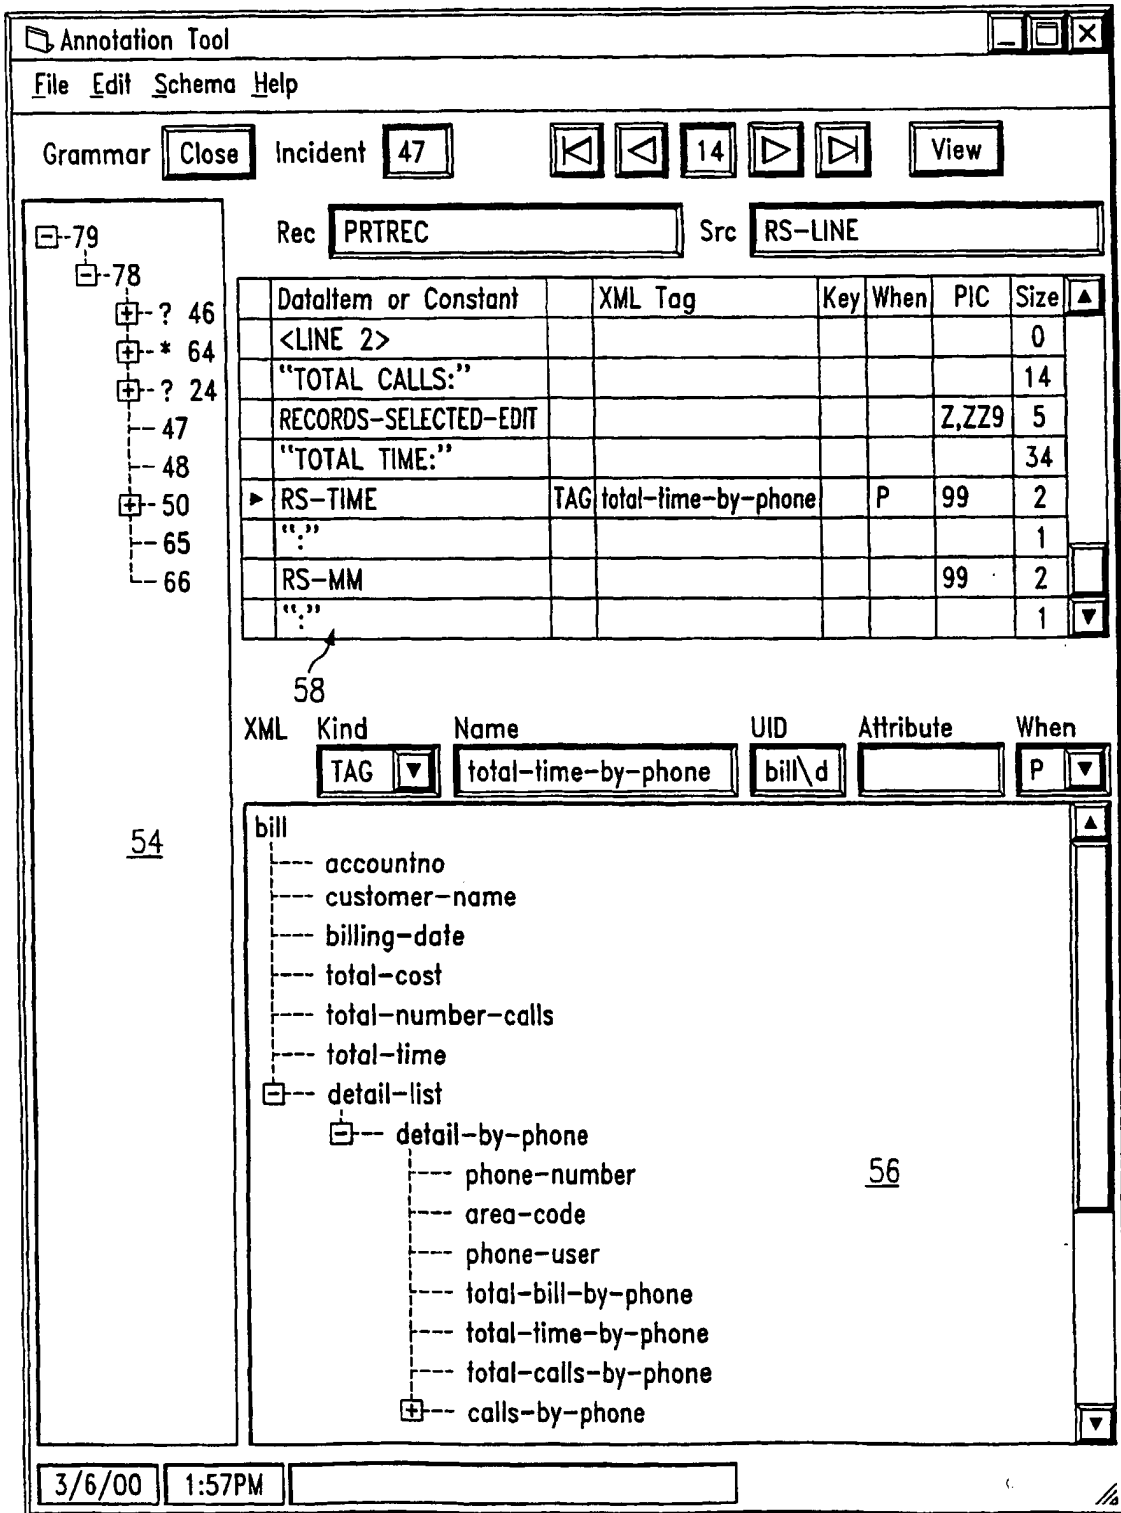 Annotation Tool
File Edit Schema Help
Grammar Close Incident 47 14 View
Rec PRTREC Src RS-LINE
79
78
? 46
* 64
? 24
47
48
50
65
66
DataItem or Constant XML Tag Key When PIC Size
<LINE 2> 0
"TOTAL CALLS:" 14
RECORDS-SELECTED-EDIT Z,ZZ9 5
"TOTAL TIME:" 34
RS-TIME TAG total-time-by-phone P 99 2
":" 1
RS-MM 99 2
":" 1
58
XML Kind Name UID Attribute When
TAG total-time-by-phone bill\d P
54
bill
accountno
customer-name
billing-date
total-cost
total-number-calls
total-time
detail-list
detail-by-phone
phone-number
56
area-code
phone-user
total-bill-by-phone
total-time-by-phone
total-calls-by-phone
calls-by-phone
3/6/00 1:57PM